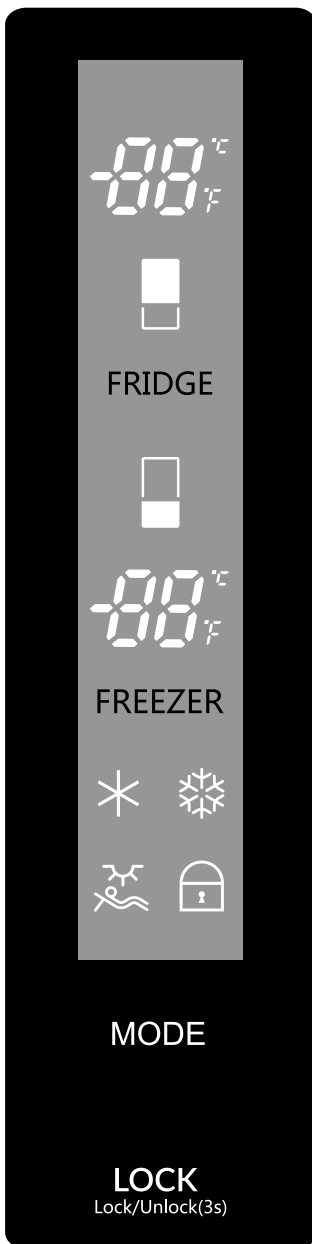 -88 °C
°F
FRIDGE
-88 °C
°F
FREEZER
MODE
LOCK
Lock/Unlock(3s)